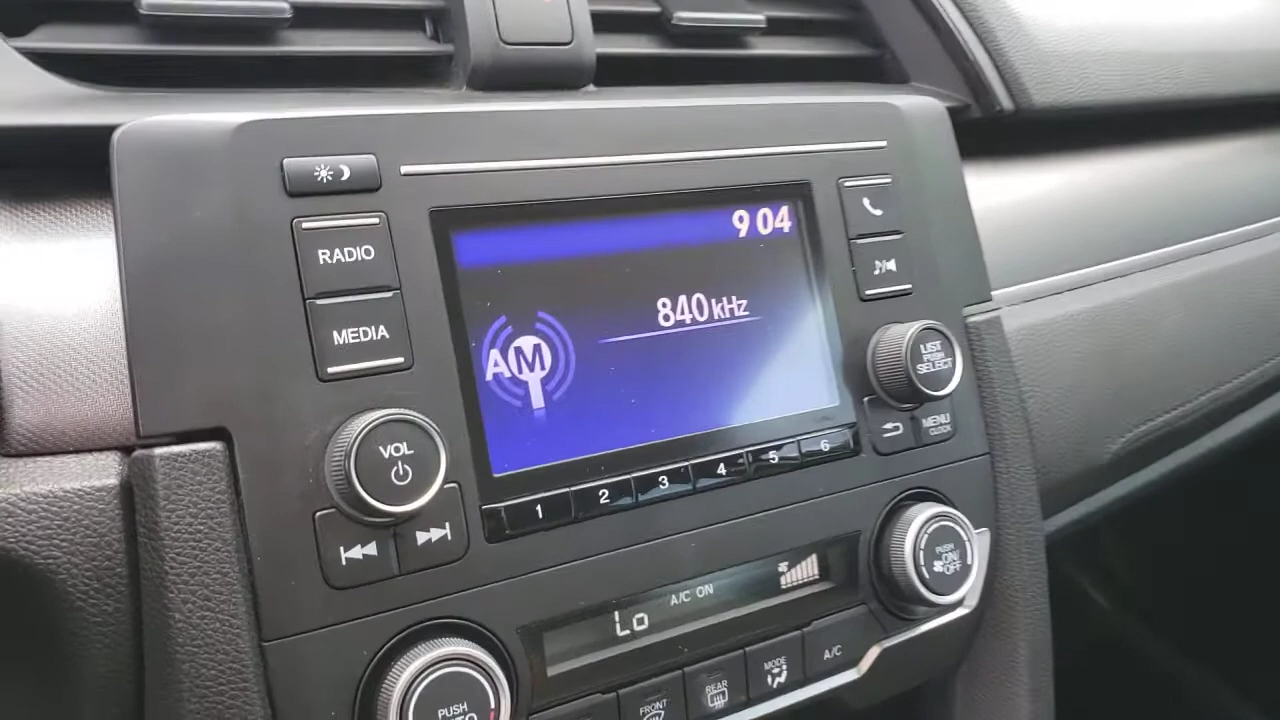 9 04
RADIO
840 kHz
MEDIA
AM
LIST
PUSH
SELECT
VOL
MENU
CLOCK
1 2 3 4 5 6
PUSH
ON/
OFF
A/C ON
Lo
A/C
MODE
REAR
FRONT
PUSH